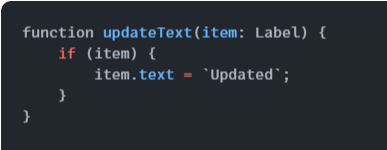 function updateText(item: Label) {
    if (item) {
        item.text = `Updated`;
    }
}